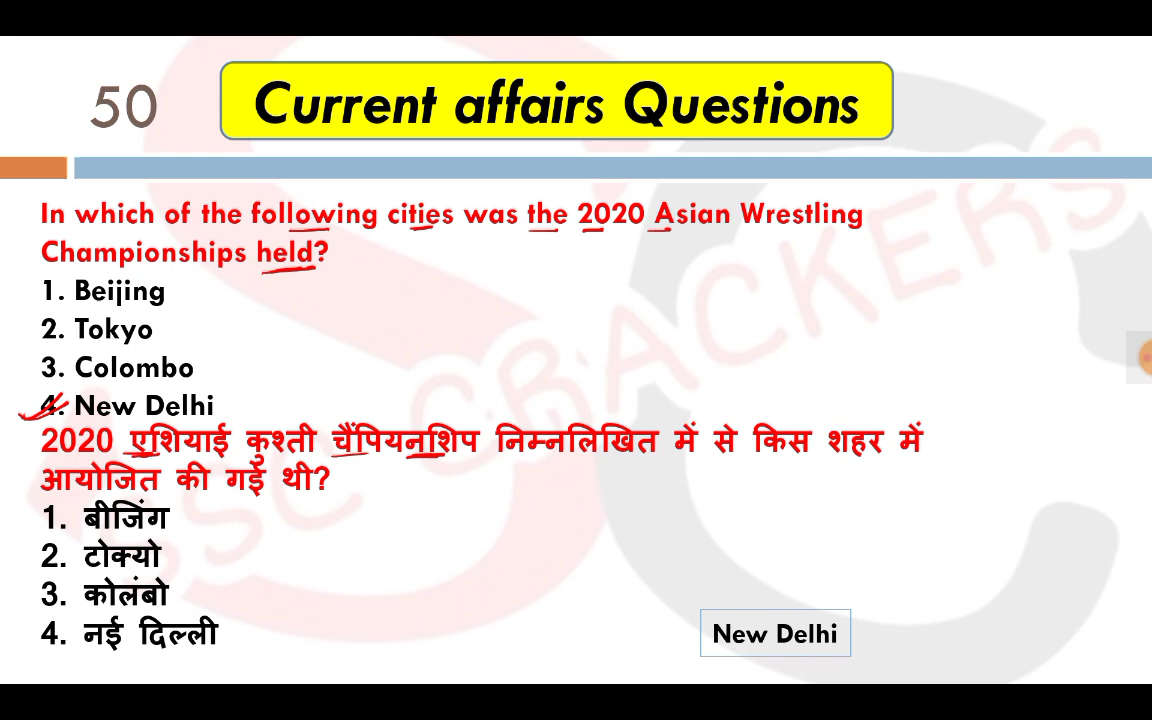 50
Current affairs Questions
In which of the following cities was the 2020 Asian Wrestling
Championships held?
1. Beijing
2. Tokyo
3. Colombo
4. New Delhi
2020 एशियाई कुश्ती चैंपियनशिप निम्नलिखित में से किस शहर में
आयोजित की गई थी?
1. बीजिंग
2. टोक्यो
3. कोलंबो
4. नई दिल्ली
New Delhi
SSC CRACKERS